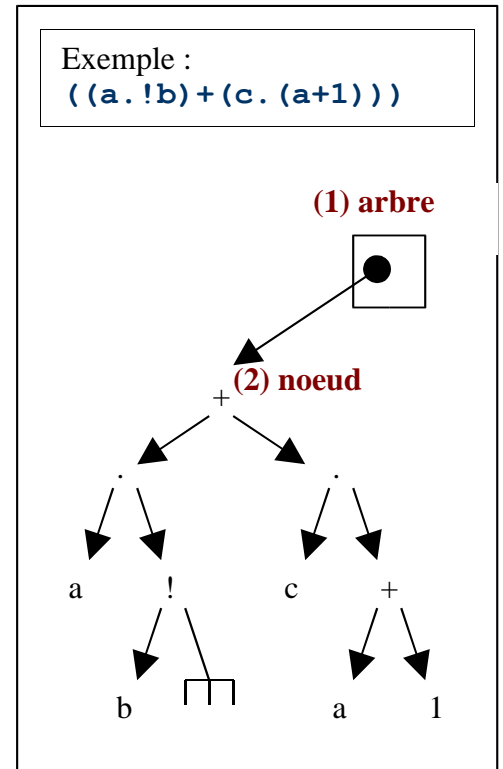 Exemple :
((a.!b)+(c.(a+1)))
(1) arbre
(2) noeud
+
. .
a ! c +
b a 1